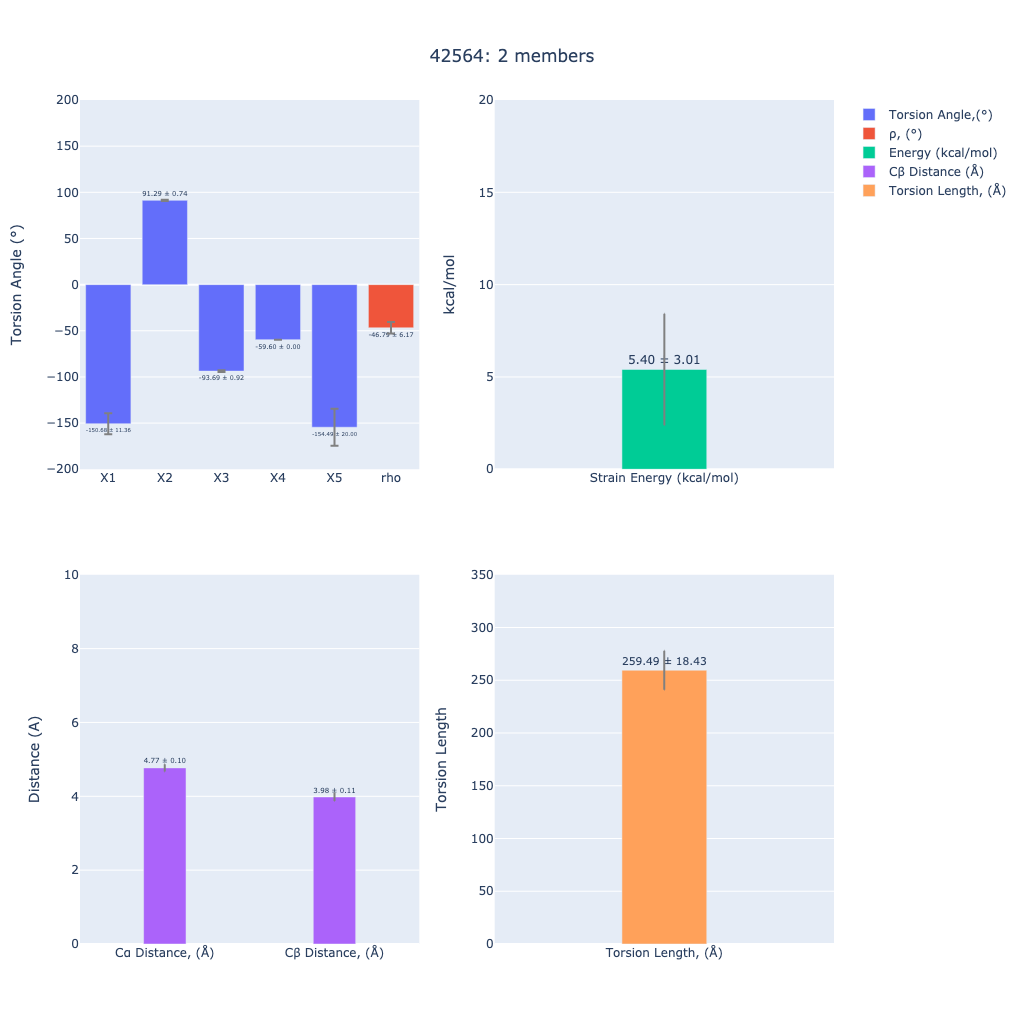 42564: 2 members
200
150
100
50
0
−50
−100
−150
−200
Torsion Angle (°)
-150.68 ± 11.36
91.29 ± 0.74
-93.69 ± 0.92
-59.60 ± 0.00
-154.49 ± 20.00
-46.79 ± 6.17
X1
X2
X3
X4
X5
rho
20
15
10
5
0
kcal/mol
5.40 ± 3.01
Strain Energy (kcal/mol)
Torsion Angle,(°)
ρ, (°)
Energy (kcal/mol)
Cβ Distance (Å)
Torsion Length, (Å)
10
8
6
4
2
0
Distance (A)
4.77 ± 0.10
3.98 ± 0.11
Cα Distance, (Å)
Cβ Distance, (Å)
350
300
250
200
150
100
50
0
Torsion Length
259.49 ± 18.43
Torsion Length, (Å)